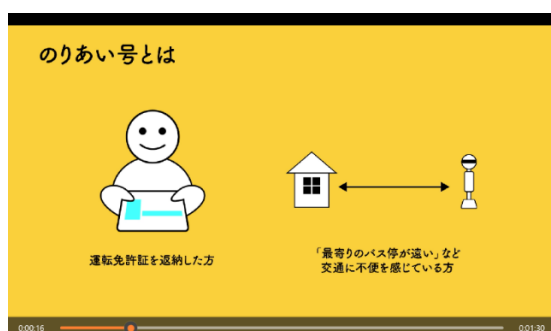 のりあい号とは
運転免許証を返納した方
「最寄りのバス停が遠い」など
交通に不便を感じている方
0:00:16
0:01:30